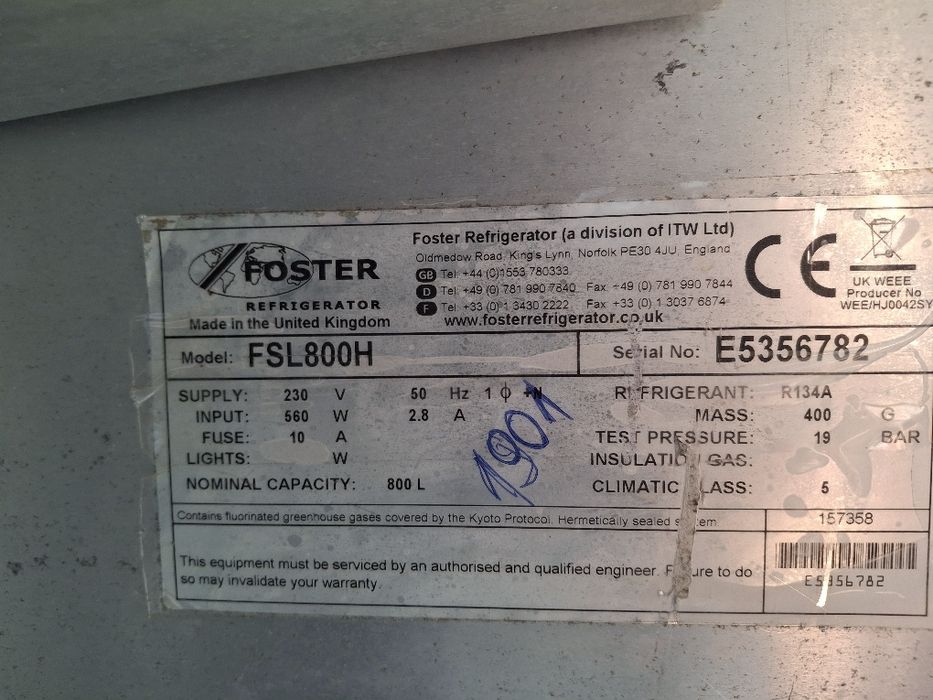 FOSTER
REFRIGERATOR
Made in the United Kingdom
Foster Refrigerator (a division of ITW Ltd)
Oldmedow Road, King's Lynn, Norfolk PE30 4JU, England
GB Tel: +44 (0)1553 780333
D Tel: +49 (0) 781 990 7840 Fax +49 (0) 781 990 7844
F Tel: +33 (0) 1 3430 2222 Fax +33 (0) 1 3037 6874
www.fosterrefrigerator.co.uk
CE
UK WEEE
Producer No
WEE/HJ0042SY
Model: FSL800H
Serial No: E5356782
SUPPLY: 230 V 50 Hz 1 ϕ +N
INPUT: 560 W 2.8 A
FUSE: 10 A
LIGHTS: W
NOMINAL CAPACITY: 800 L
1901
REFRIGERANT: R134A
MASS: 400 G
TEST PRESSURE: 19 BAR
INSULATION GAS:
CLIMATIC CLASS: 5
Contains fluorinated greenhouse gases covered by the Kyoto Protocol. Hermetically sealed system
157358
This equipment must be serviced by an authorised and qualified engineer. Failure to do
so may invalidate your warranty.
E5356782